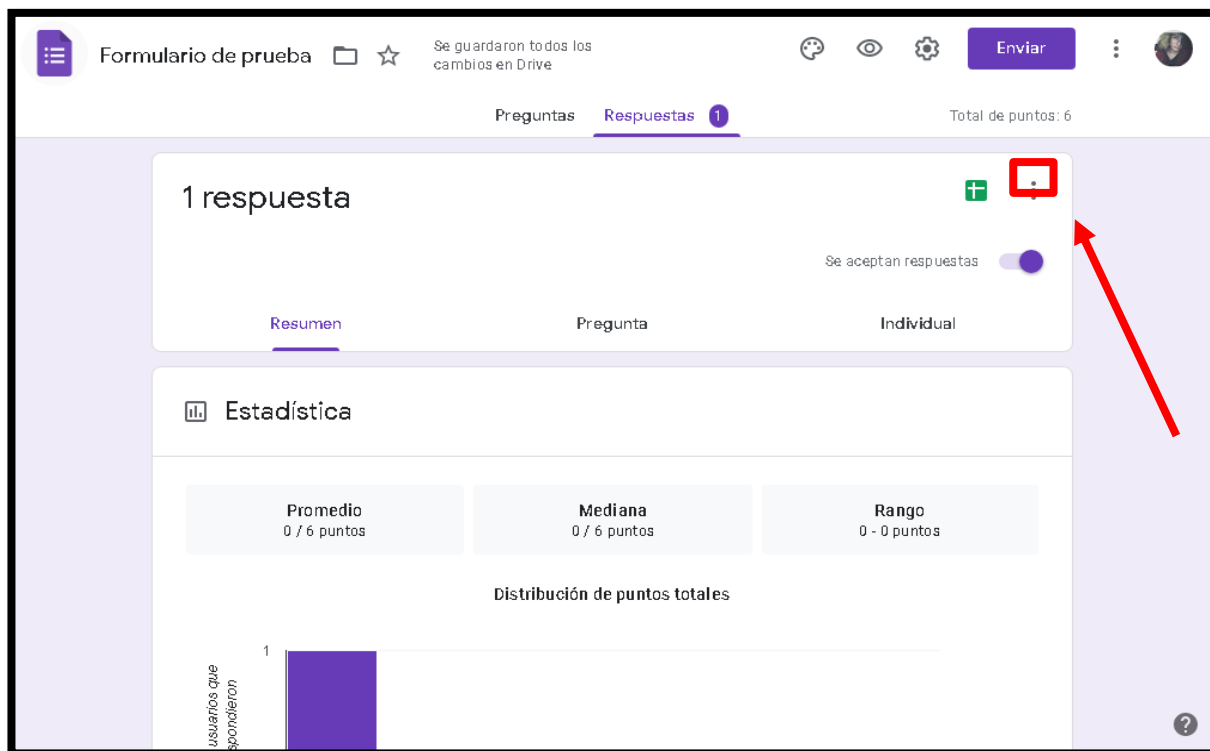 Formulario de prueba
Se guardaron todos los
cambios en Drive
Enviar
Preguntas
Respuestas 1
Total de puntos: 6
1 respuesta
Se aceptan respuestas
Resumen
Pregunta
Individual
Estadística
Promedio
0 / 6 puntos
Mediana
0 / 6 puntos
Rango
0 - 0 puntos
Distribución de puntos totales
1
usuarios que
spondieron
?